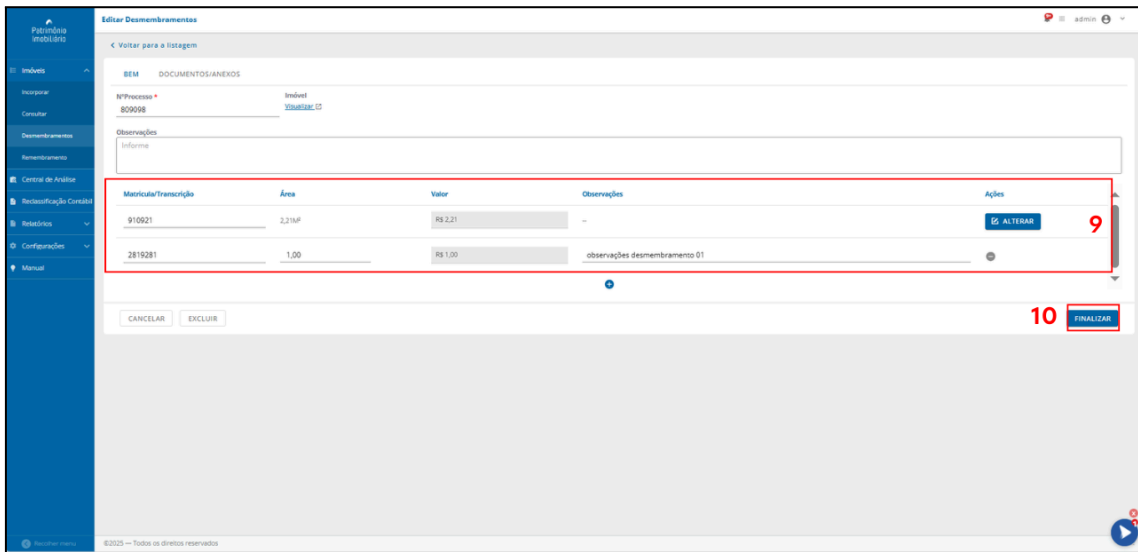 Patrimônio
Imobiliário
Editar Desmembramentos
admin
Voltar para a listagem
Imóveis
Incorporar
Consultar
Desmembramentos
Remembramento
Central de Análise
Reclassificação Contábil
Relatórios
Configurações
Manual
Recolher menu
BEM DOCUMENTOS/ANEXOS
NºProcesso * Imóvel
809098 Visualizar
Observações
Informe
Matrícula/Transcrição Área Valor Observações Ações
910921 2,21M² R$ 2,21 -- ALTERAR 9
2819281 1,00 R$ 1,00 observações desmembramento 01
CANCELAR EXCLUIR 10 FINALIZAR
©2025 — Todos os direitos reservados